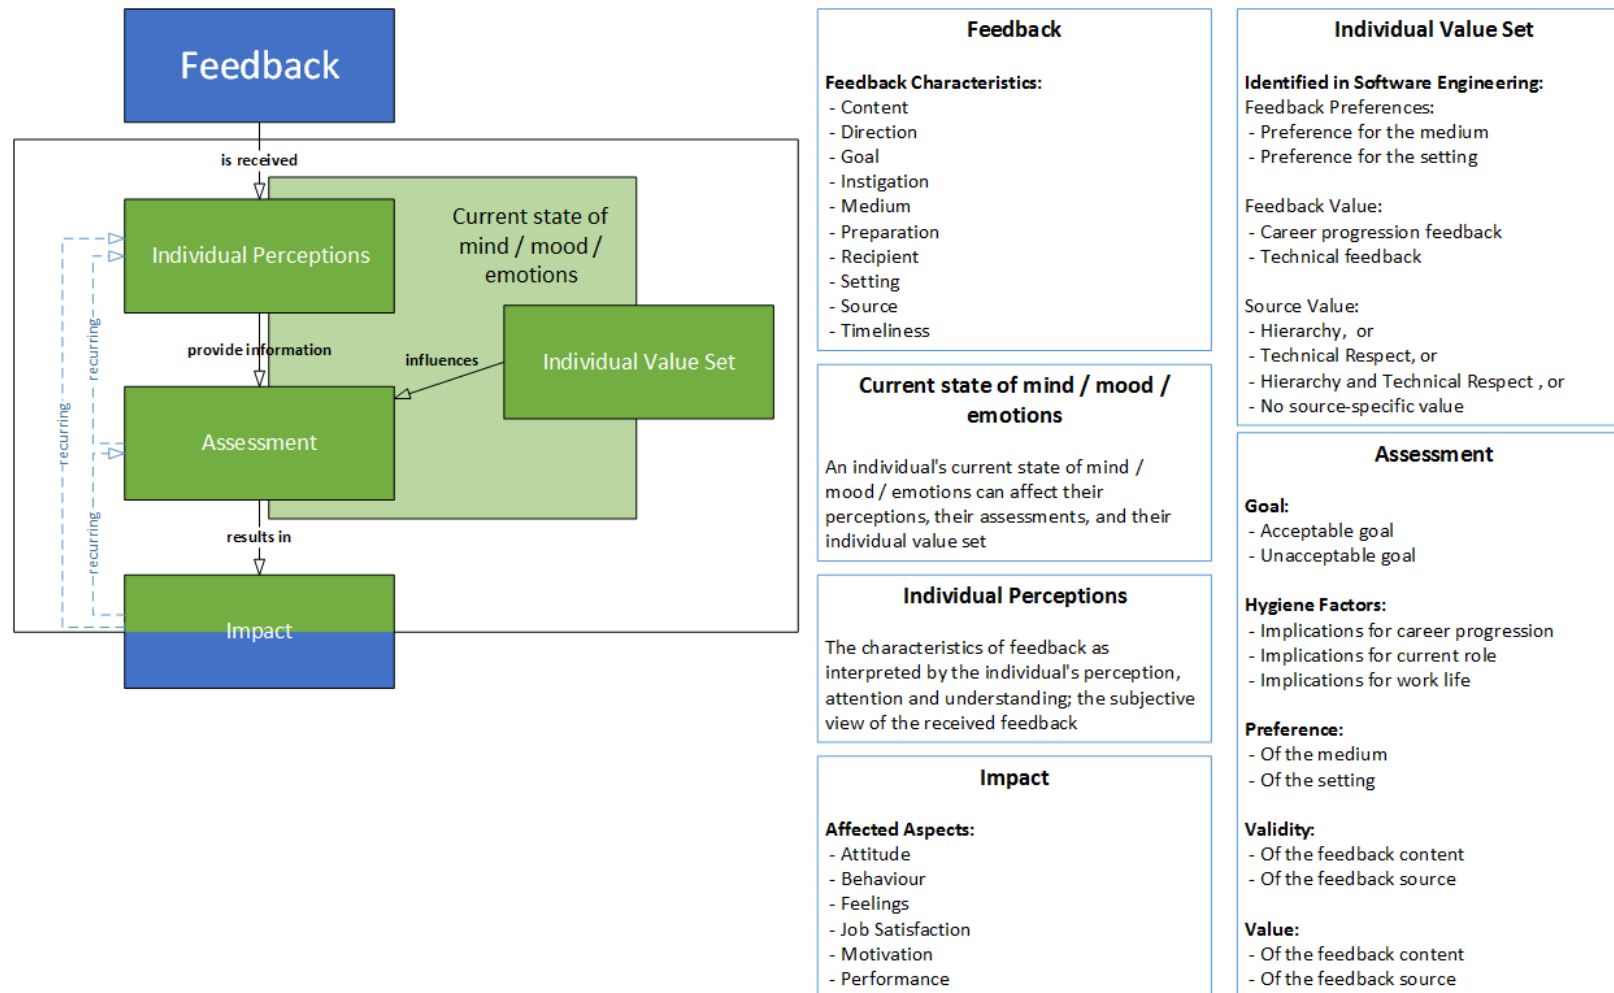 Feedback
is received
Individual Perceptions
Current state of
mind / mood /
emotions
provide information
influences
Individual Value Set
Assessment
results in
Impact
recurring
recurring
recurring
Feedback
Feedback Characteristics:
- Content
- Direction
- Goal
- Instigation
- Medium
- Preparation
- Recipient
- Setting
- Source
- Timeliness
Current state of mind / mood /
emotions
An individual's current state of mind /
mood / emotions can affect their
perceptions, their assessments, and their
individual value set
Individual Perceptions
The characteristics of feedback as
interpreted by the individual's perception,
attention and understanding; the subjective
view of the received feedback
Impact
Affected Aspects:
- Attitude
- Behaviour
- Feelings
- Job Satisfaction
- Motivation
- Performance
Individual Value Set
Identified in Software Engineering:
Feedback Preferences:
- Preference for the medium
- Preference for the setting
Feedback Value:
- Career progression feedback
- Technical feedback
Source Value:
- Hierarchy, or
- Technical Respect, or
- Hierarchy and Technical Respect , or
- No source-specific value
Assessment
Goal:
- Acceptable goal
- Unacceptable goal
Hygiene Factors:
- Implications for career progression
- Implications for current role
- Implications for work life
Preference:
- Of the medium
- Of the setting
Validity:
- Of the feedback content
- Of the feedback source
Value:
- Of the feedback content
- Of the feedback source